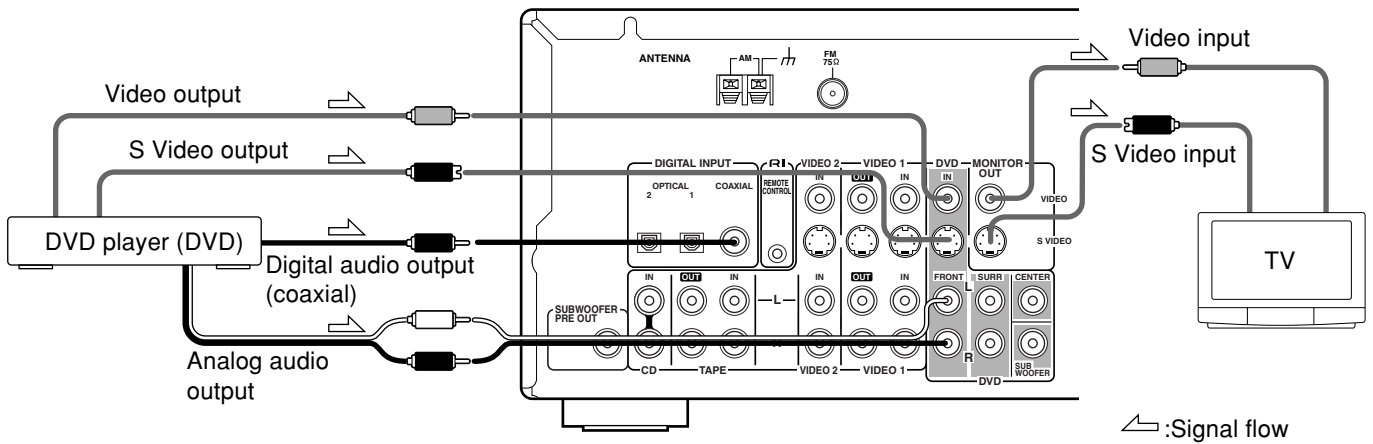 Video input
ANTENNA
AM
FM
75Ω
Video output
S Video output
S Video input
DIGITAL INPUT
OPTICAL
2 1
COAXIAL
RI
REMOTE
CONTROL
VIDEO 2
VIDEO 1
DVD
MONITOR
OUT
IN
OUT
IN
IN
VIDEO
S VIDEO
DVD player (DVD)
TV
Digital audio output
(coaxial)
IN
OUT
IN
L
IN
OUT
IN
FRONT
SURR
CENTER
L
SUBWOOFER
PRE OUT
R
SUB
WOOFER
Analog audio
output
CD
TAPE
VIDEO 2
VIDEO 1
DVD
:Signal flow